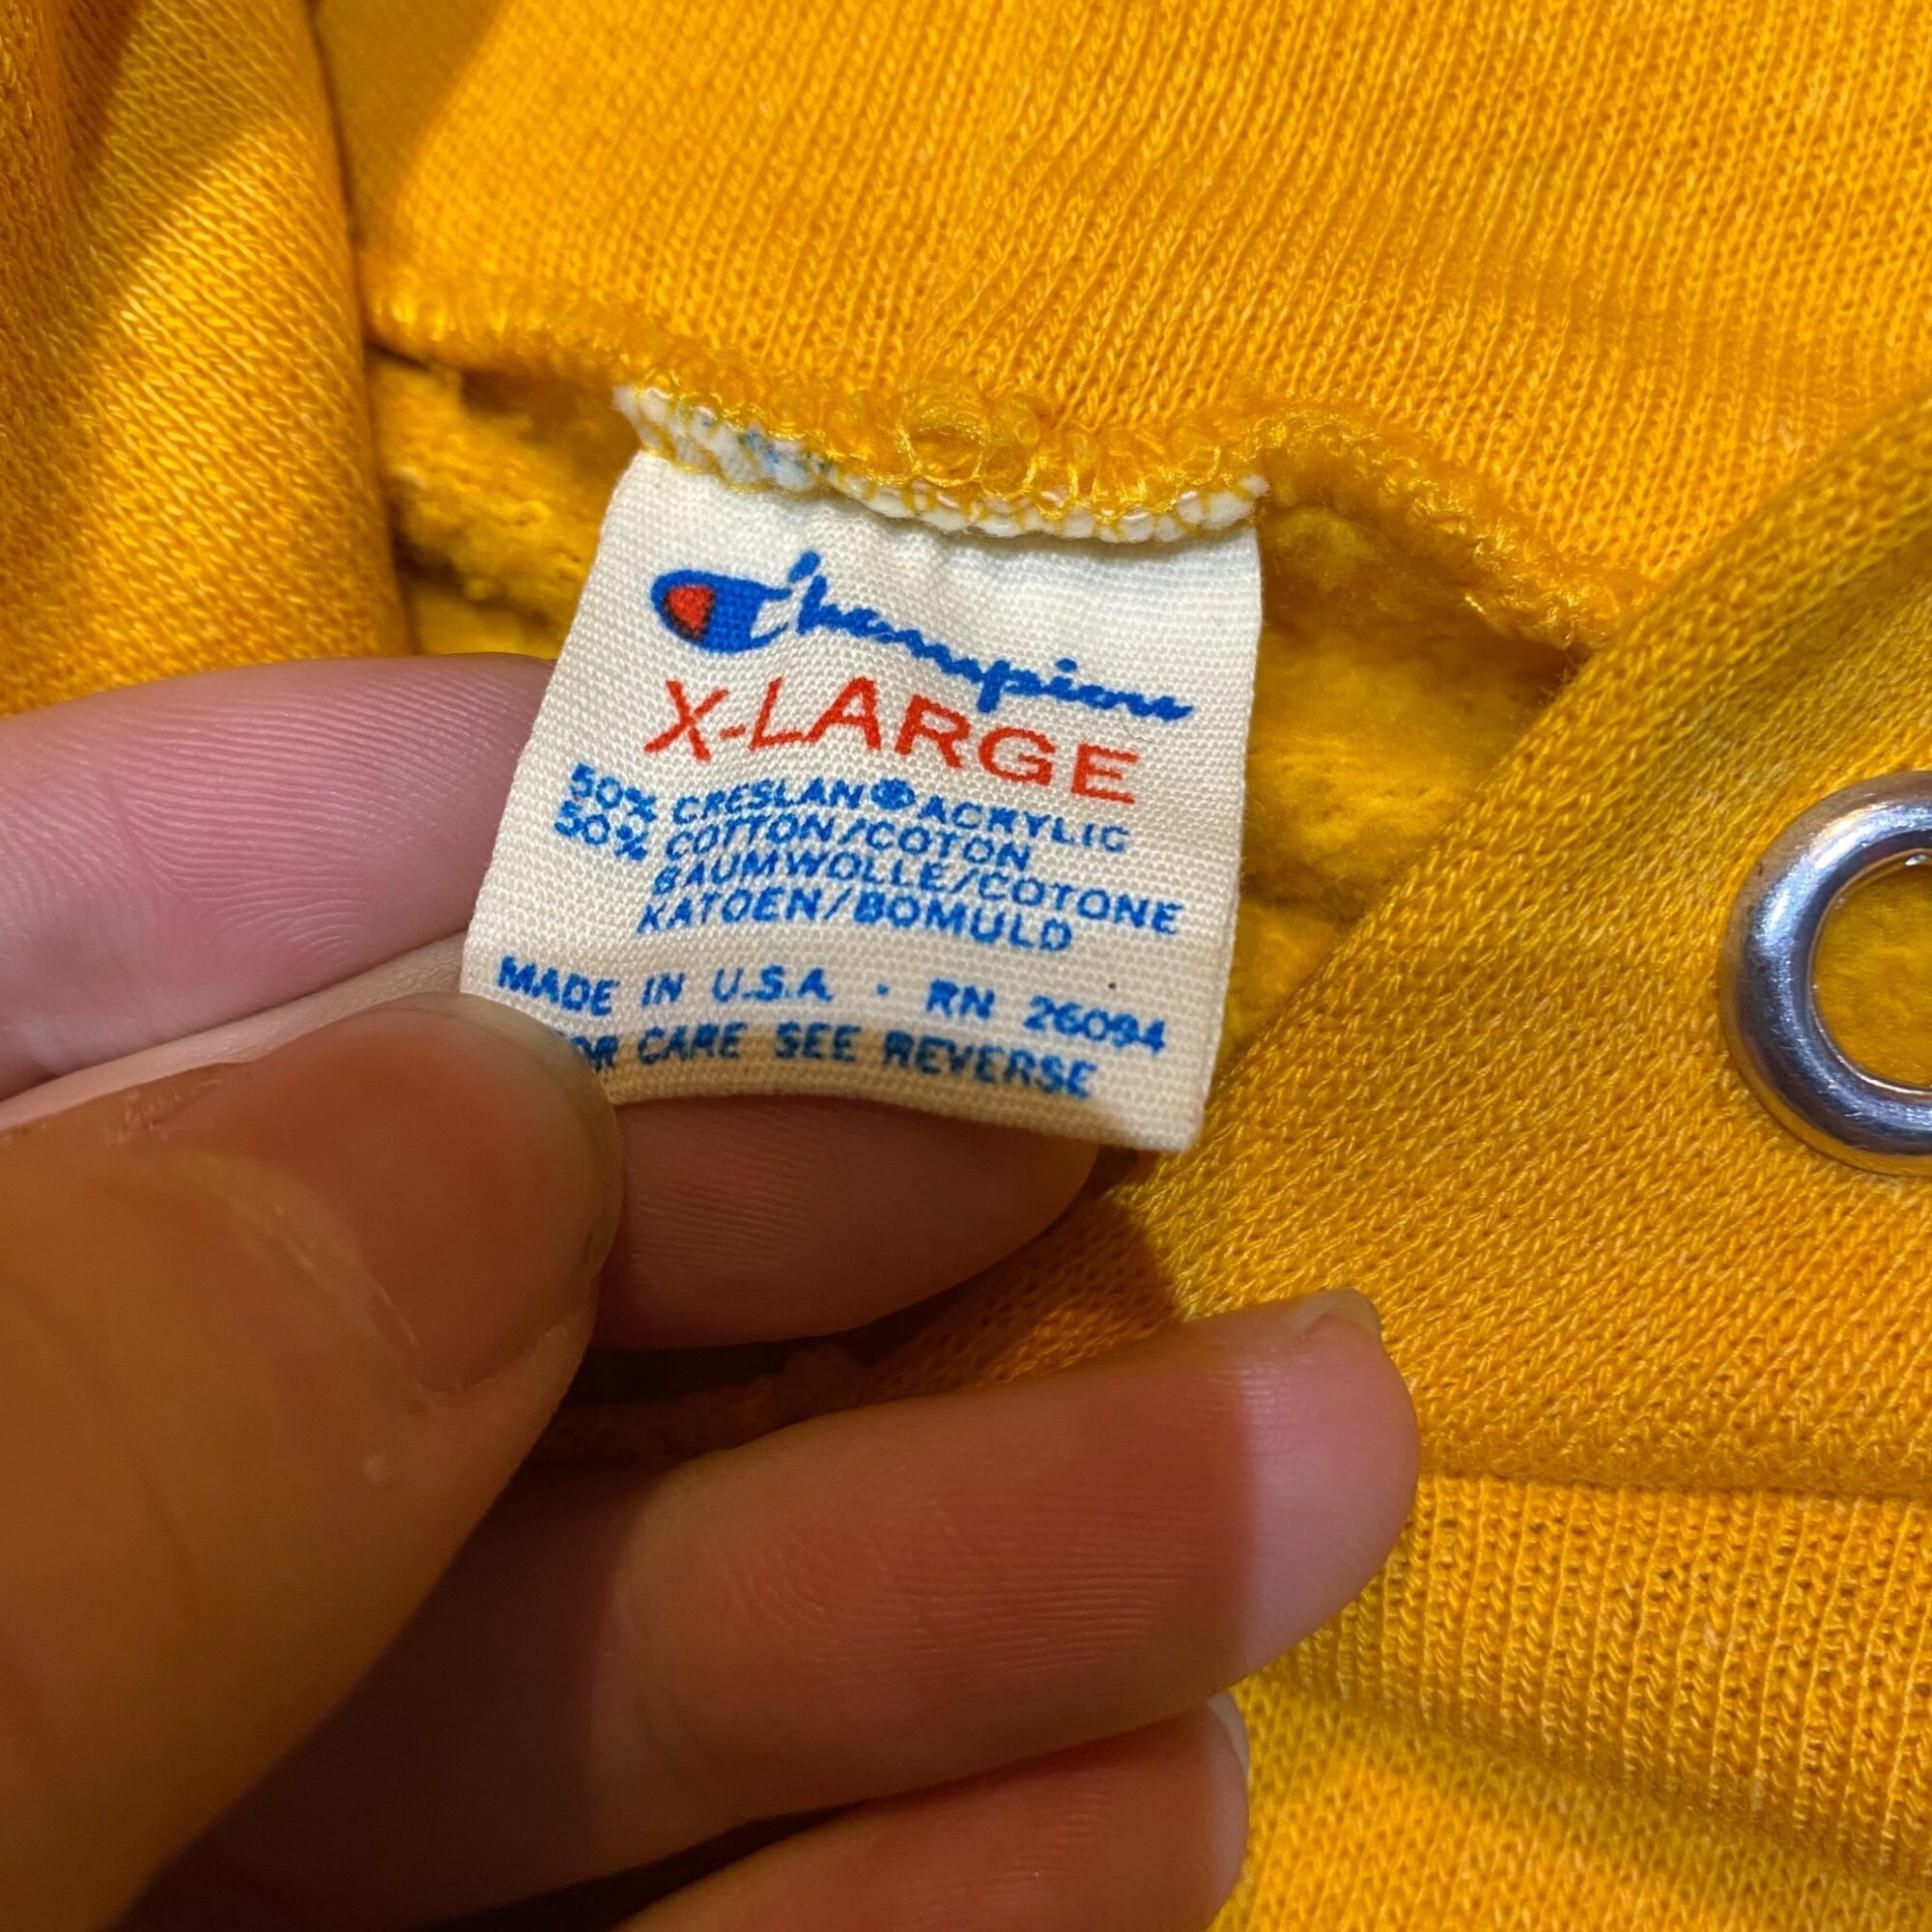 Champion
X-LARGE
50% CRESLAN® ACRYLIC
50% COTTON/COTON
BAUMWOLLE/COTONE
KATOEN/BOMULD
MADE IN U.S.A. · RN 26094
OR CARE SEE REVERSE